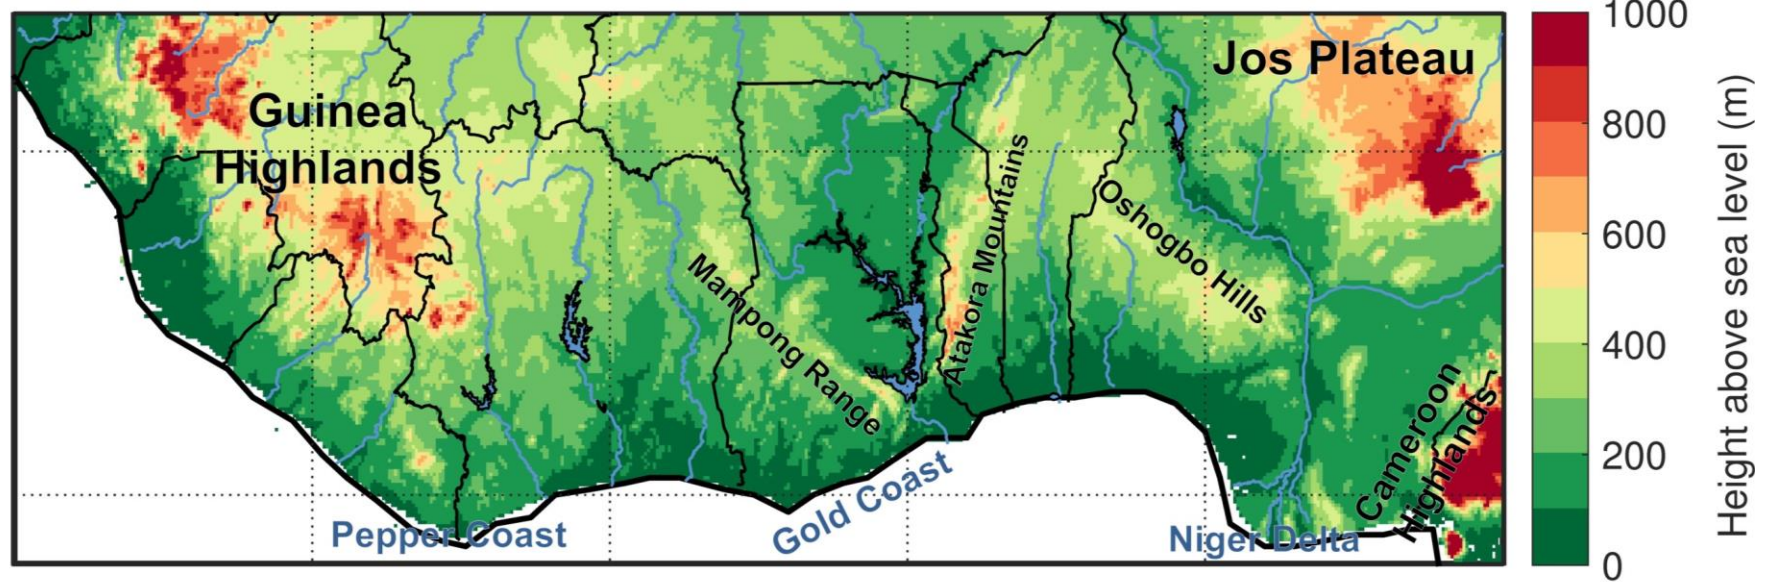 Guinea
Highlands
Jos Plateau
Mampong Range
Atakora Mountains
Oshogbo Hills
Cameroon
Highlands
Pepper Coast
Gold Coast
Niger Delta
1000
800
600
400
200
0
Height above sea level (m)